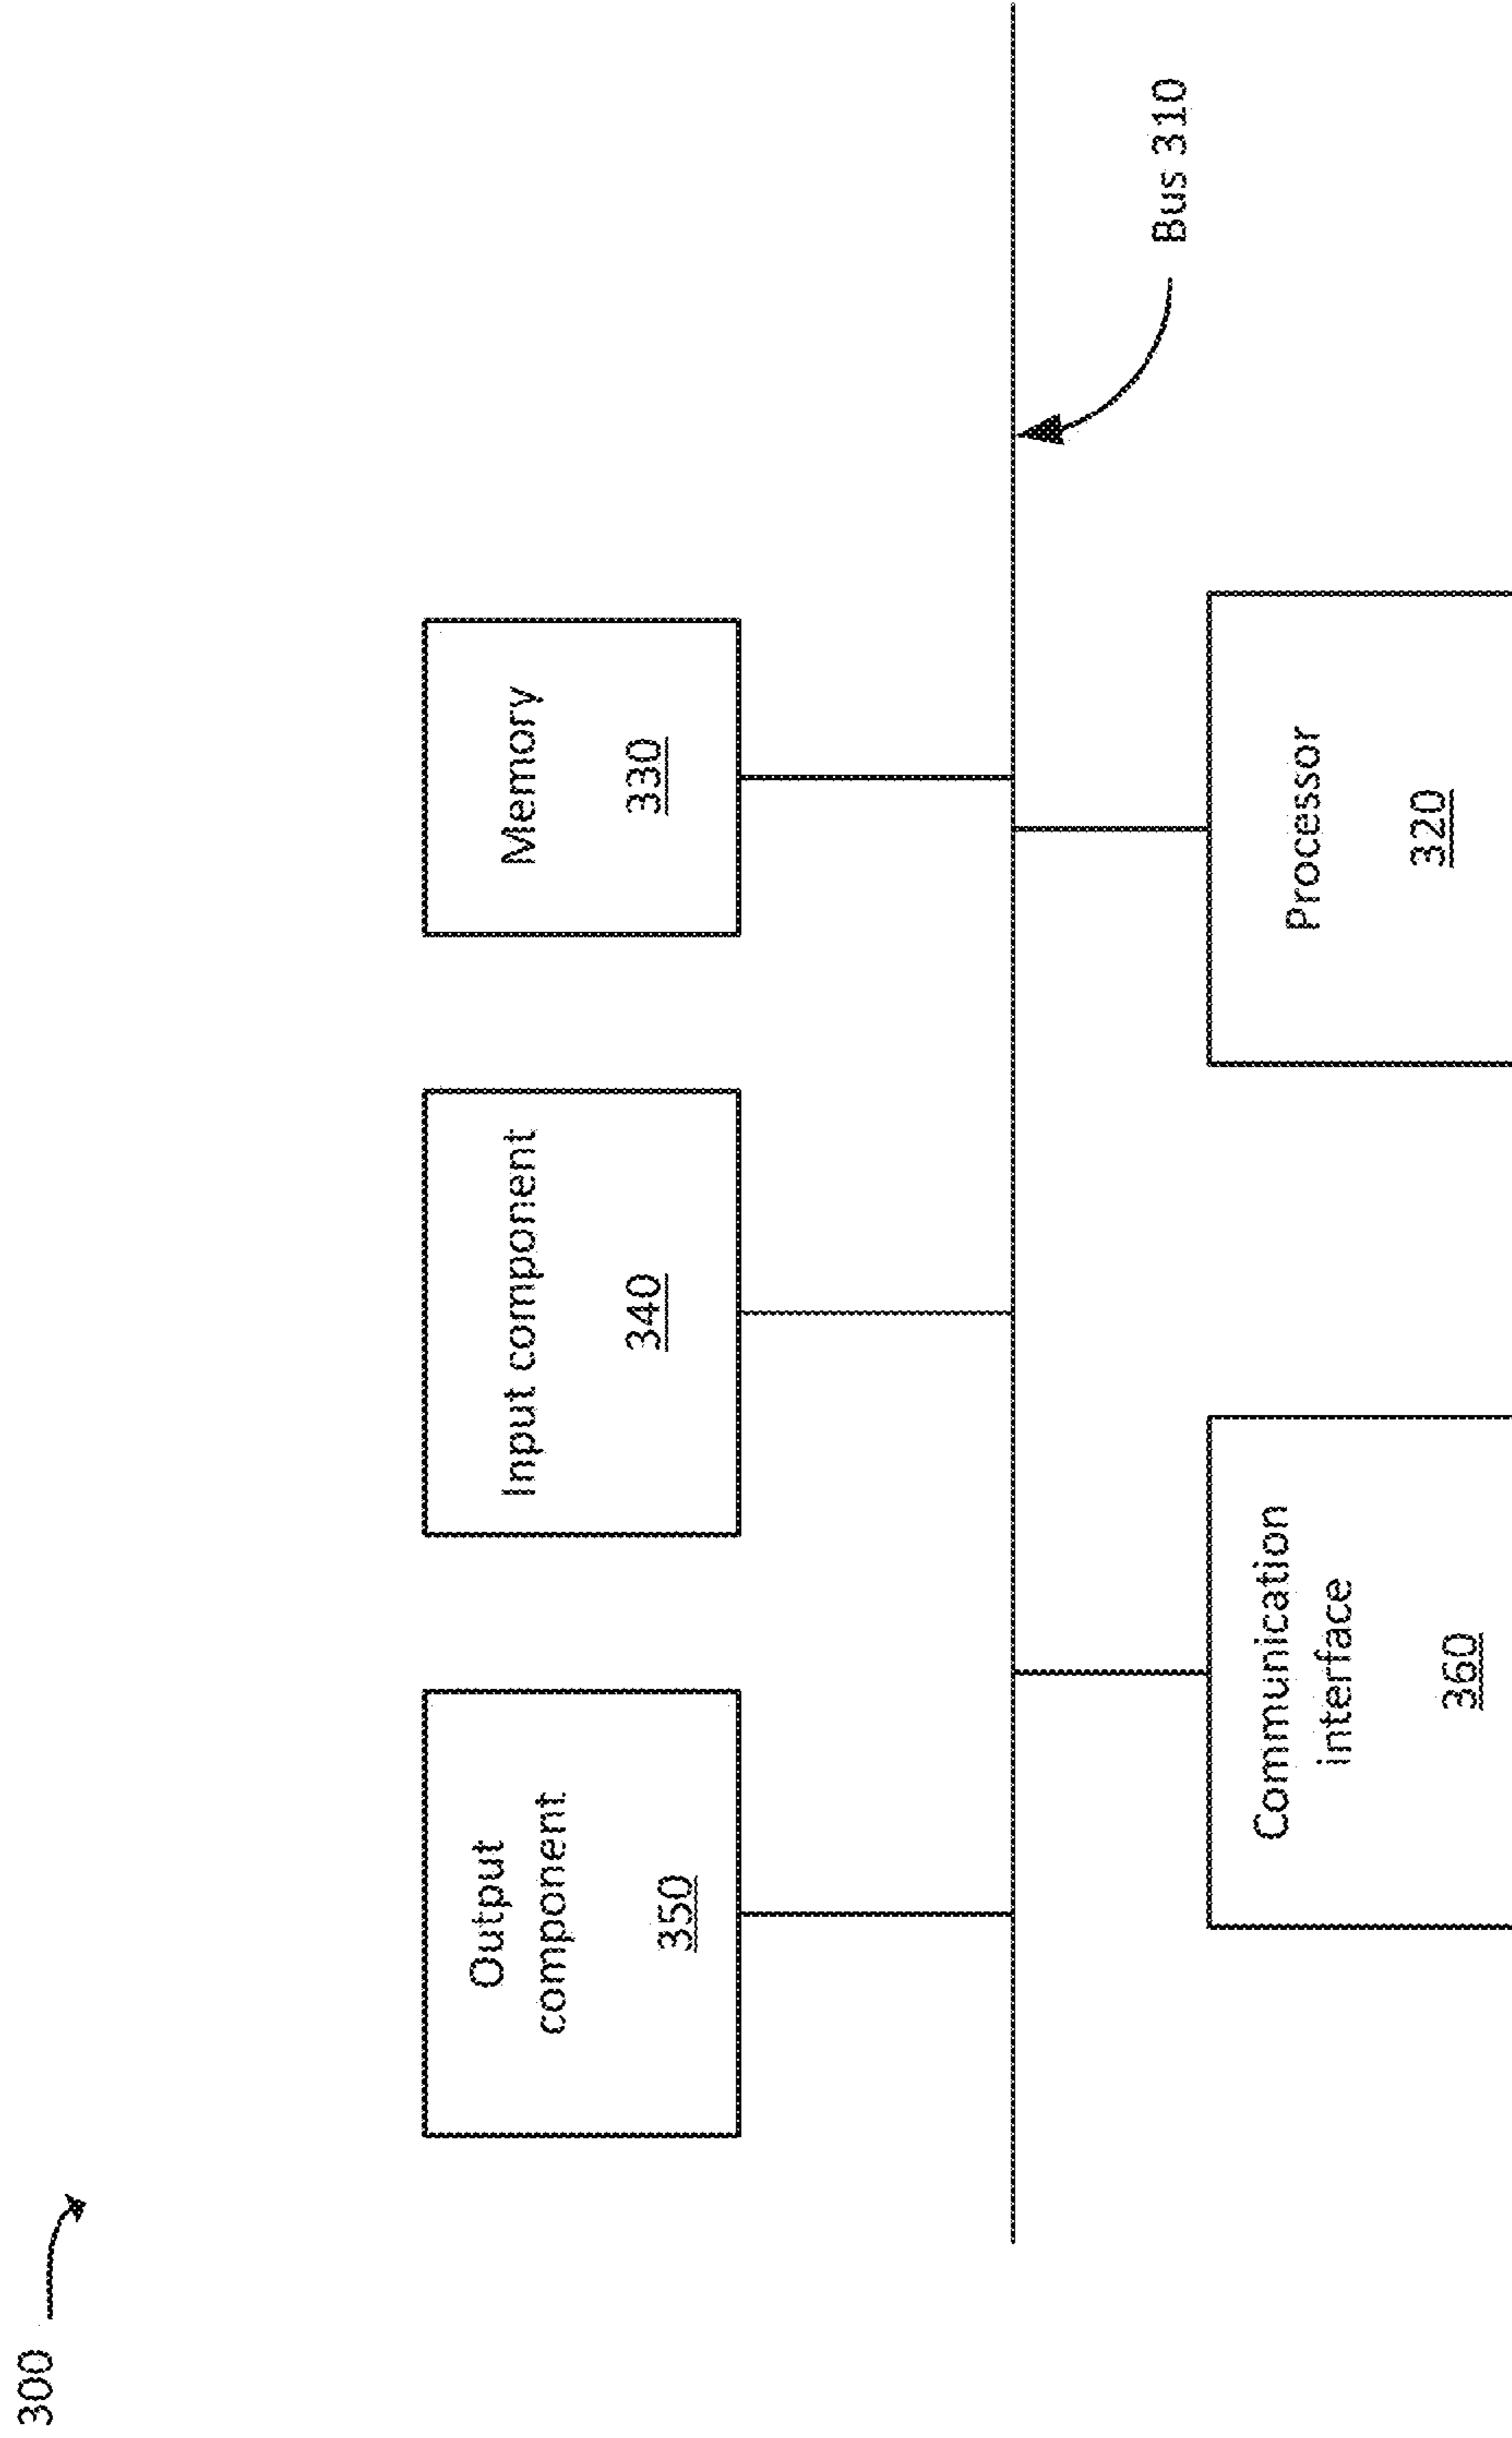 300
Output
component
350
Input component
340
Memory
330
Bus 310
Communication
interface
360
Processor
320